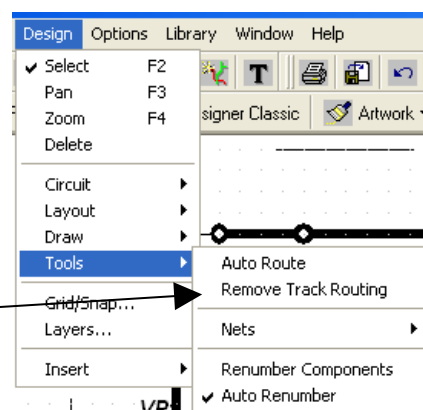 Design Options Library Window Help
✓ Select F2
Pan F3
Zoom F4
Delete
T
signer Classic Artwork
Circuit
Layout
Draw
Tools
Auto Route
Remove Track Routing
Grid/Snap...
Layers...
Nets
Insert
Renumber Components
✓ Auto Renumber